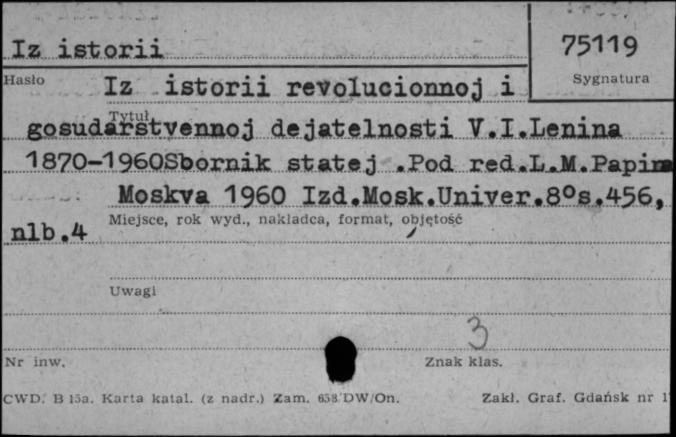 Iz istorii
75119
Hasło
Sygnatura
Iz istorii revolucionnoj i
Tytuł
gosudarstvennoj dejatelnosti V.I.Lenina
1870-1960Sbornik statej .Pod red.L.M.Papina
Moskva 1960 Izd.Mosk.Univer.8ºs.456,
Miejsce, rok wyd., nakładca, format, objętość
nlb.4
Uwagi
3
Nr inw.
Znak klas.
CWD. B 15a. Karta katal. (z nadr.) Zam. 658/DW/On.
Zakł. Graf. Gdańsk nr 1